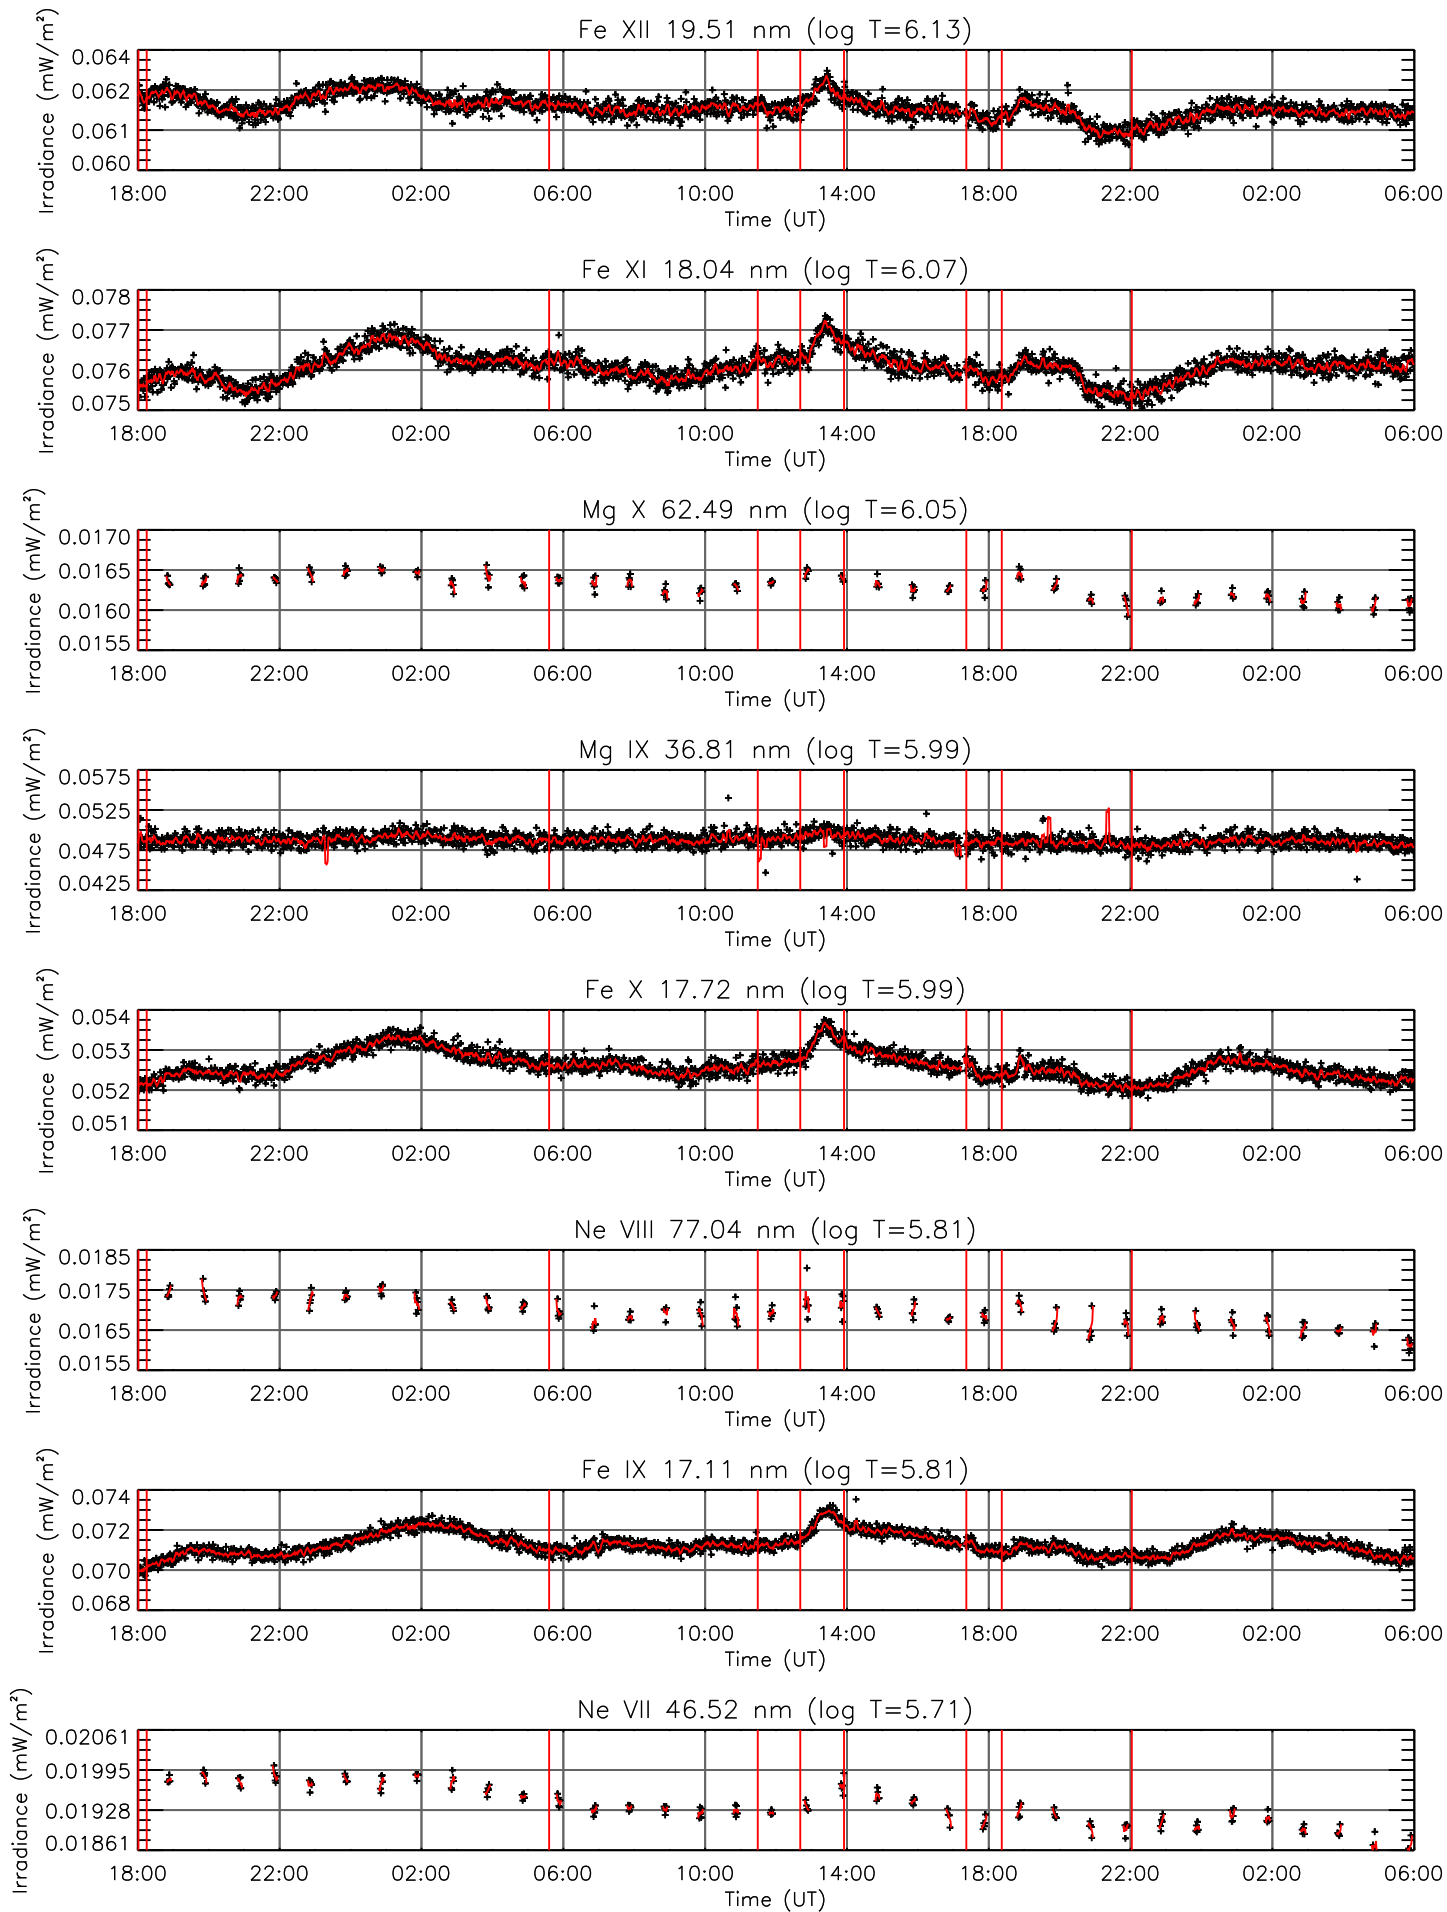 Fe XII 19.51 nm (log T=6.13)
Irradiance (mW/m²)
0.064
0.062
0.061
0.060
18:00 22:00 02:00 06:00 10:00 14:00 18:00 22:00 02:00 06:00
Time (UT)
Fe XI 18.04 nm (log T=6.07)
Irradiance (mW/m²)
0.078
0.077
0.076
0.075
18:00 22:00 02:00 06:00 10:00 14:00 18:00 22:00 02:00 06:00
Time (UT)
Mg X 62.49 nm (log T=6.05)
Irradiance (mW/m²)
0.0170
0.0165
0.0160
0.0155
18:00 22:00 02:00 06:00 10:00 14:00 18:00 22:00 02:00 06:00
Time (UT)
Mg IX 36.81 nm (log T=5.99)
Irradiance (mW/m²)
0.0575
0.0525
0.0475
0.0425
18:00 22:00 02:00 06:00 10:00 14:00 18:00 22:00 02:00 06:00
Time (UT)
Fe X 17.72 nm (log T=5.99)
Irradiance (mW/m²)
0.054
0.053
0.052
0.051
18:00 22:00 02:00 06:00 10:00 14:00 18:00 22:00 02:00 06:00
Time (UT)
Ne VIII 77.04 nm (log T=5.81)
Irradiance (mW/m²)
0.0185
0.0175
0.0165
0.0155
18:00 22:00 02:00 06:00 10:00 14:00 18:00 22:00 02:00 06:00
Time (UT)
Fe IX 17.11 nm (log T=5.81)
Irradiance (mW/m²)
0.074
0.072
0.070
0.068
18:00 22:00 02:00 06:00 10:00 14:00 18:00 22:00 02:00 06:00
Time (UT)
Ne VII 46.52 nm (log T=5.71)
Irradiance (mW/m²)
0.02061
0.01995
0.01928
0.01861
18:00 22:00 02:00 06:00 10:00 14:00 18:00 22:00 02:00 06:00
Time (UT)